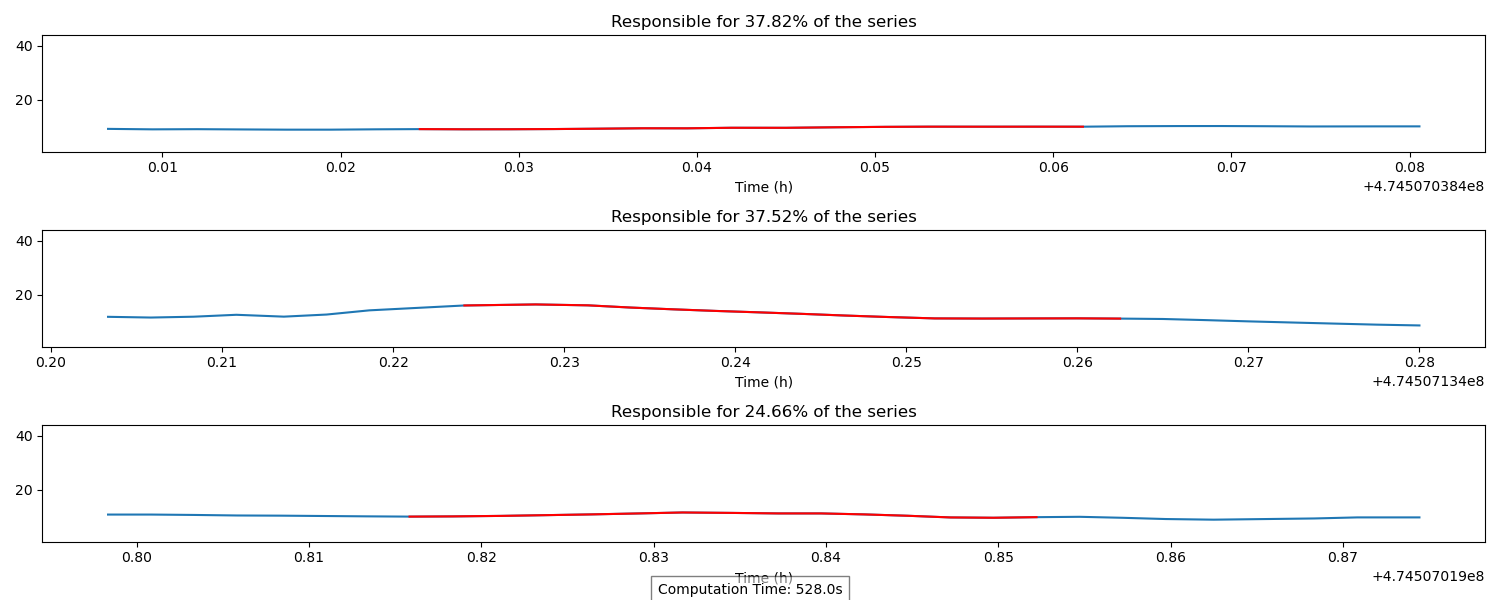 Responsible for 37.82% of the series
40
20
0.01 0.02 0.03 0.04 0.05 0.06 0.07 0.08
Time (h)
+4.745070384e8
Responsible for 37.52% of the series
40
20
0.20 0.21 0.22 0.23 0.24 0.25 0.26 0.27 0.28
Time (h)
+4.74507134e8
Responsible for 24.66% of the series
40
20
0.80 0.81 0.82 0.83 0.84 0.85 0.86 0.87
Time (h)
+4.74507019e8
Computation Time: 528.0s